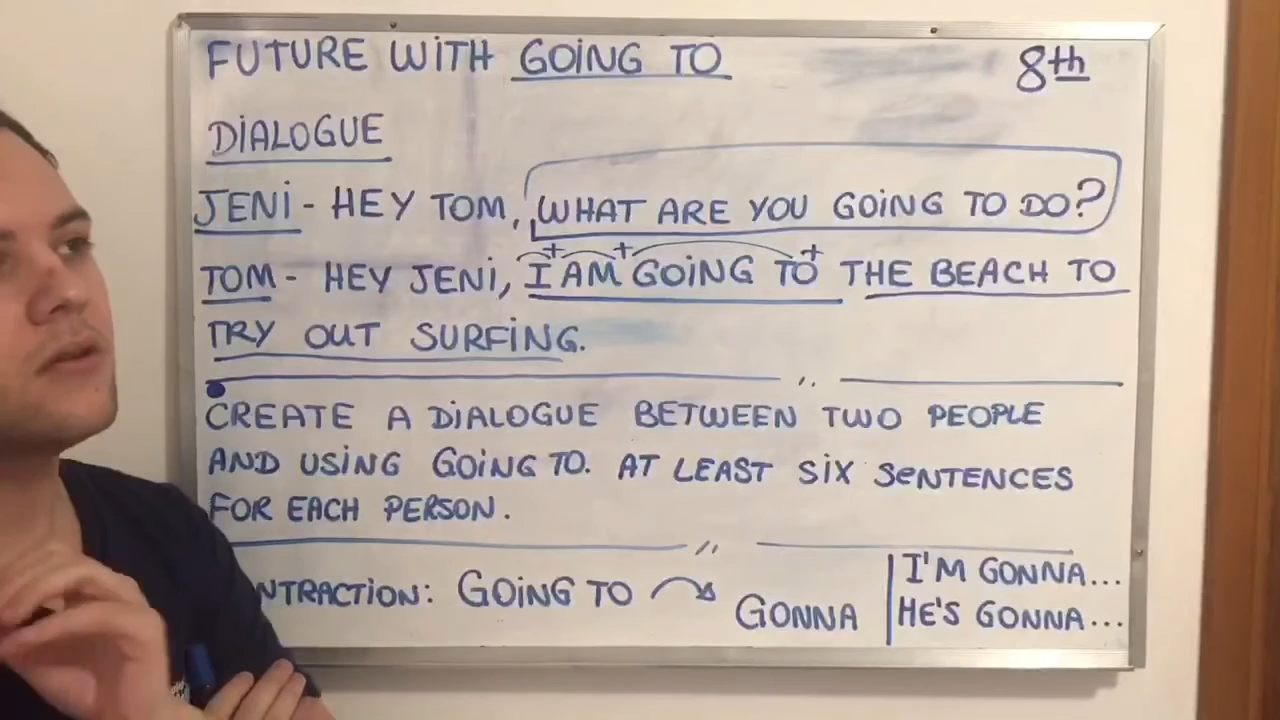 FUTURE WITH GOING TO 8th
DIALOGUE
JENI - HEY TOM, WHAT ARE YOU GOING TO DO?
TOM - HEY JENI, I AM GOING TO THE BEACH TO
TRY OUT SURFING.
CREATE A DIALOGUE BETWEEN TWO PEOPLE
AND USING GOING TO. AT LEAST SIX SENTENCES
FOR EACH PERSON.
NTRACTION: GOING TO GONNA
I'M GONNA...
HE'S GONNA...